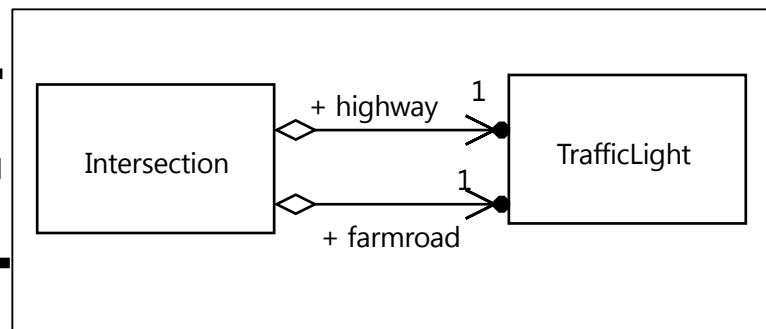 + highway
1
Intersection
TrafficLight
1
+ farmroad